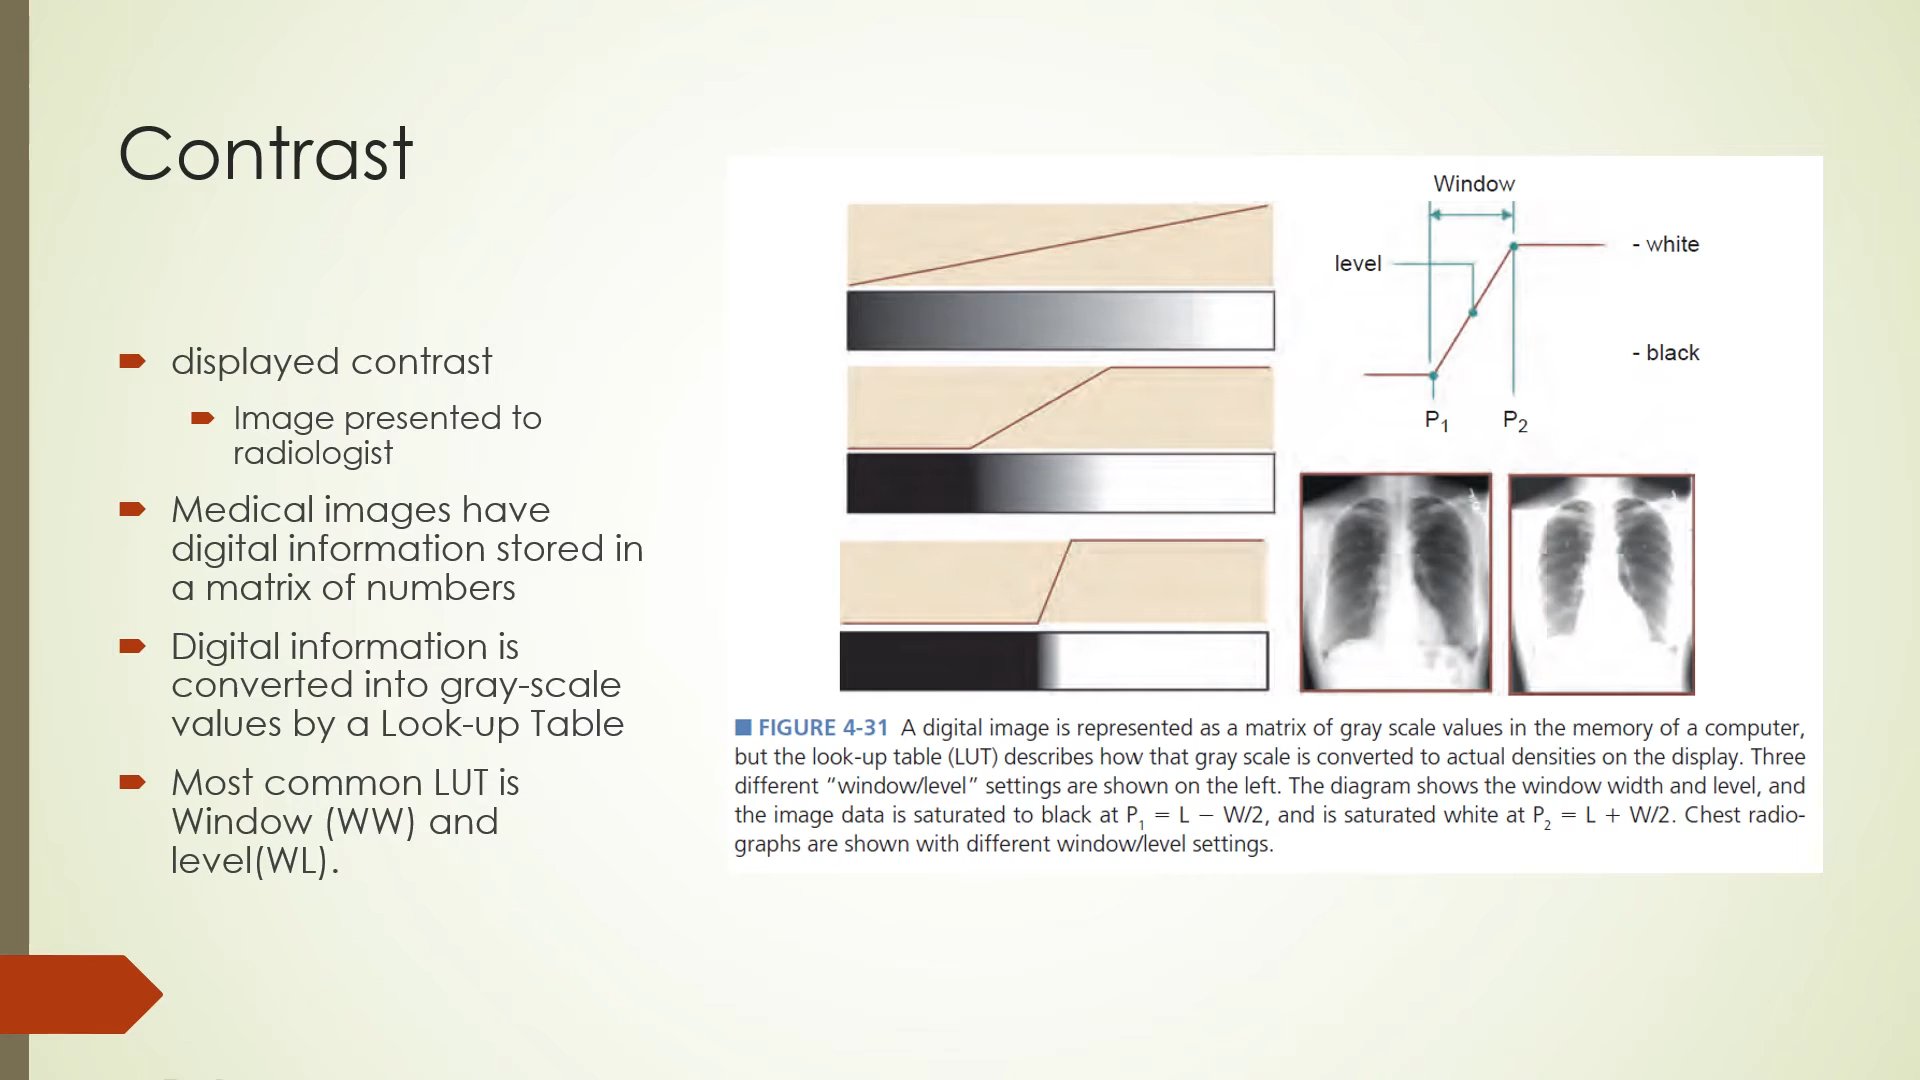 Contrast
displayed contrast
Image presented to
radiologist
Medical images have
digital information stored in
a matrix of numbers
Digital information is
converted into gray-scale
values by a Look-up Table
Most common LUT is
Window (WW) and
level(WL).
Window
level
- white
- black
P1
P2
FIGURE 4-31 A digital image is represented as a matrix of gray scale values in the memory of a computer,
but the look-up table (LUT) describes how that gray scale is converted to actual densities on the display. Three
different “window/level” settings are shown on the left. The diagram shows the window width and level, and
the image data is saturated to black at P1 = L − W/2, and is saturated white at P2 = L + W/2. Chest radio-
graphs are shown with different window/level settings.